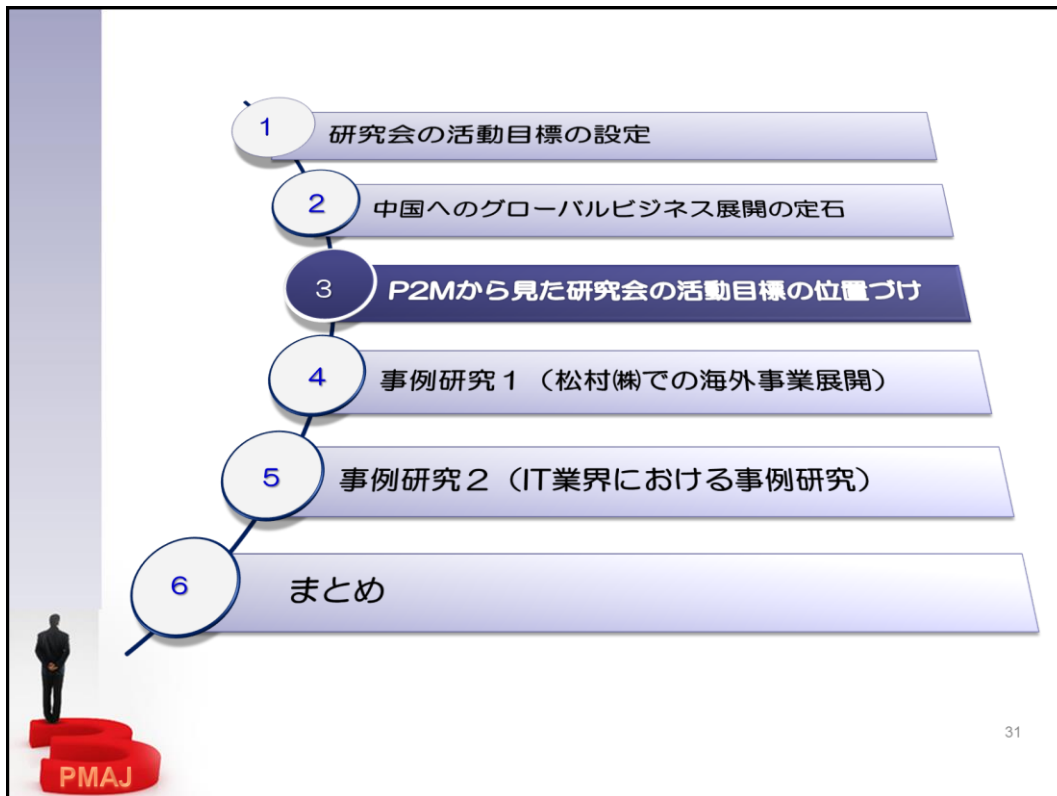 1 研究会の活動目標の設定
2 中国へのグローバルビジネス展開の定石
3 P2Mから見た研究会の活動目標の位置づけ
4 事例研究１（松村㈱での海外事業展開）
5 事例研究２（IT業界における事例研究）
6 まとめ
PMAJ
31